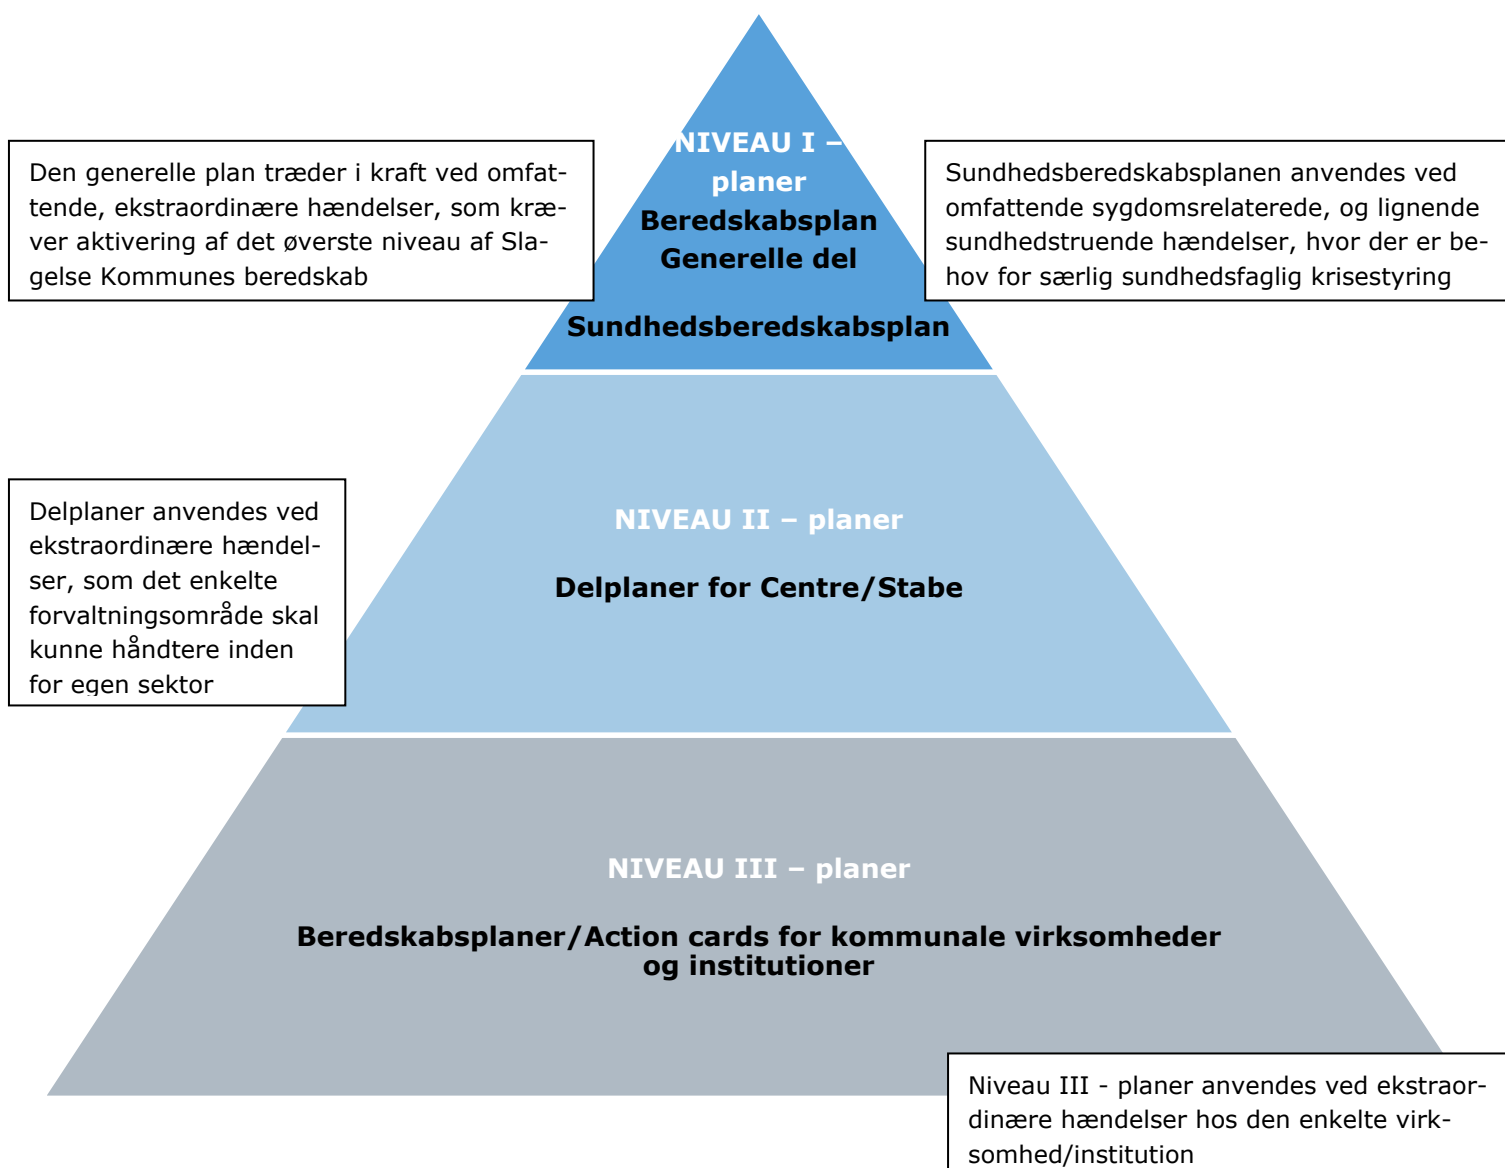 NIVEAU I –
planer
Beredskabsplan
Generelle del
Sundhedsberedskabsplan
Den generelle plan træder i kraft ved omfat-
tende, ekstraordinære hændelser, som kræ-
ver aktivering af det øverste niveau af Sla-
gelse Kommunes beredskab
Sundhedsberedskabsplanen anvendes ved
omfattende sygdomsrelaterede, og lignende
sundhedstruende hændelser, hvor der er be-
hov for særlig sundhedsfaglig krisestyring
Delplaner anvendes ved
ekstraordinære hændel-
ser, som det enkelte
forvaltningsområde skal
kunne håndtere inden
for egen sektor
NIVEAU II – planer
Delplaner for Centre/Stabe
NIVEAU III – planer
Beredskabsplaner/Action cards for kommunale virksomheder
og institutioner
Niveau III - planer anvendes ved ekstraor-
dinære hændelser hos den enkelte virk-
somhed/institution